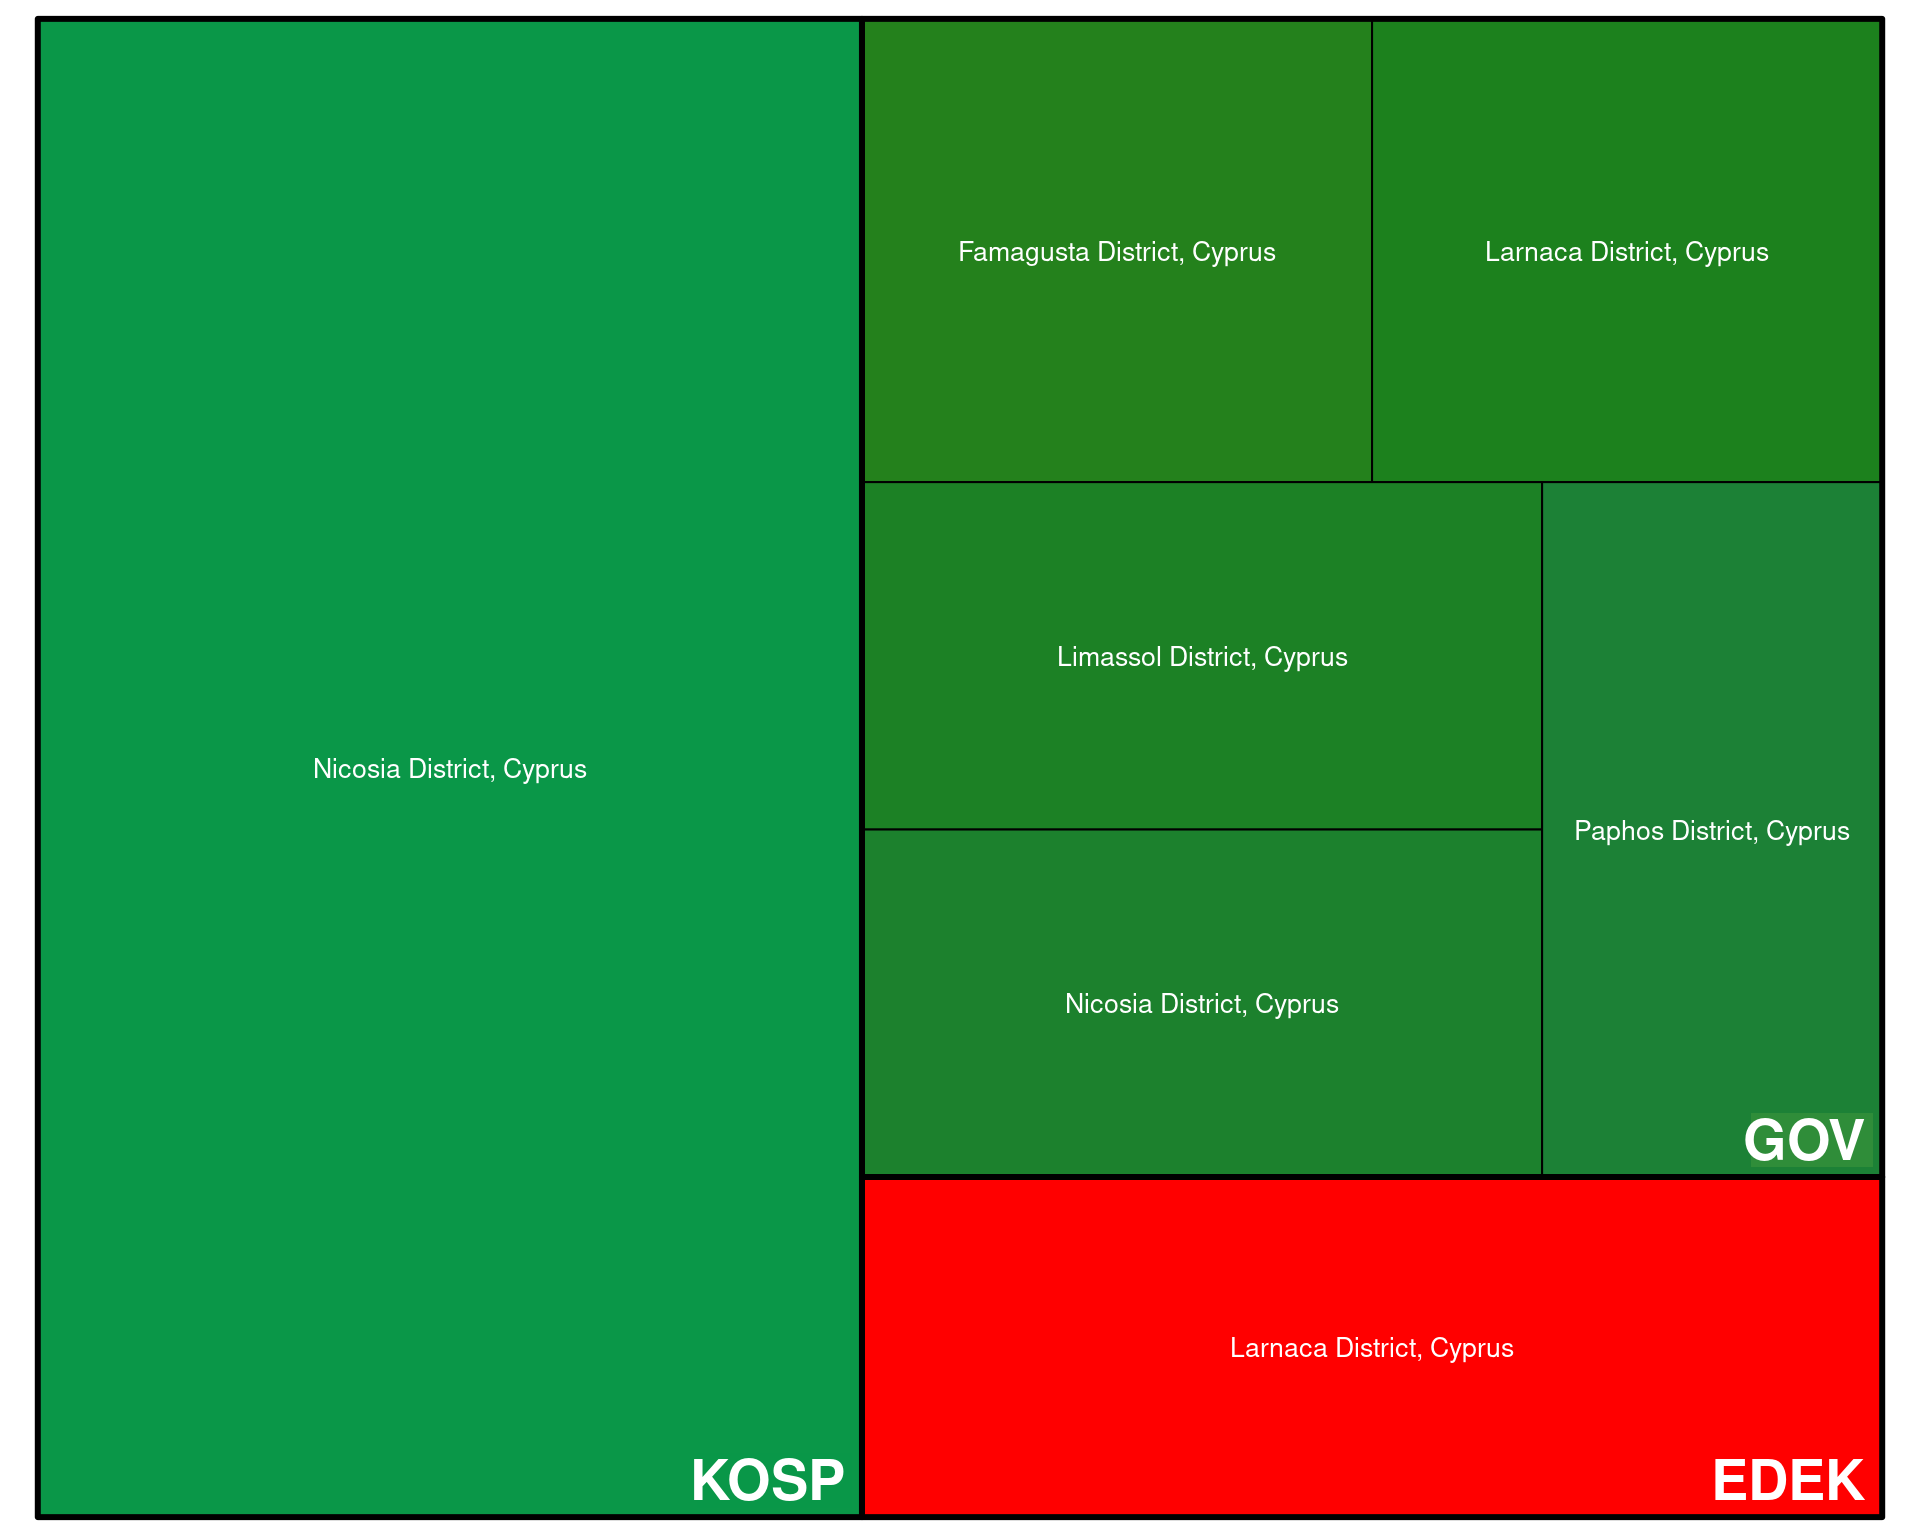 Famagusta District, Cyprus
Larnaca District, Cyprus
Limassol District, Cyprus
Nicosia District, Cyprus
Paphos District, Cyprus
Nicosia District, Cyprus
GOV
Larnaca District, Cyprus
KOSP
EDEK